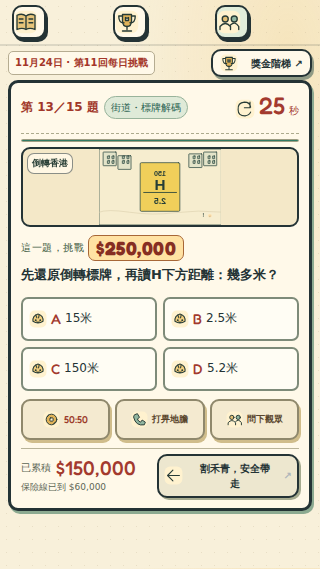 11月24日·第11回每日挑戰
獎金階梯 ↗
第 13／15 題
街道·標牌解碼
25 秒
倒轉香港
150
H
2.5
這一題，挑戰 $250,000
先還原倒轉標牌，再讀H下方距離：幾多米？
A 15米
B 2.5米
C 150米
D 5.2米
50:50
打畀地膽
問下觀眾
已累積 $150,000
保險線已到 $60,000
割禾青，安全帶走 ↗